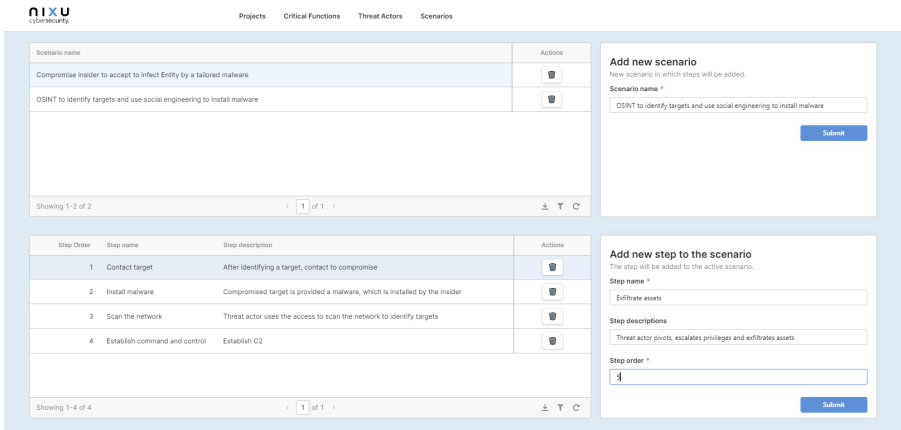 NIXU
cybersecurity.
Projects Critical Functions Threat Actors Scenarios
Scenario name Actions
Compromise insider to accept to infect Entity by a tailored malware
OSINT to identify targets and use social engineering to install malware
Showing 1-2 of 2 1 of 1
Add new scenario
New scenario in which steps will be added.
Scenario name *
OSINT to identify targets and use social engineering to install malware
Submit
Step Order Step name Step description Actions
1 Contact target After identifying a target, contact to compromise
2 Install malware Compromised target is provided a malware, which is installed by the insider
3 Scan the network Threat actor uses the access to scan the network to identify targets
4 Establish command and control Establish C2
Showing 1-4 of 4 1 of 1
Add new step to the scenario
The step will be added to the active scenario.
Step name *
Exfiltrate assets
Step descriptions
Threat actor pivots, escalates privileges and exfiltrates assets
Step order *
5
Submit